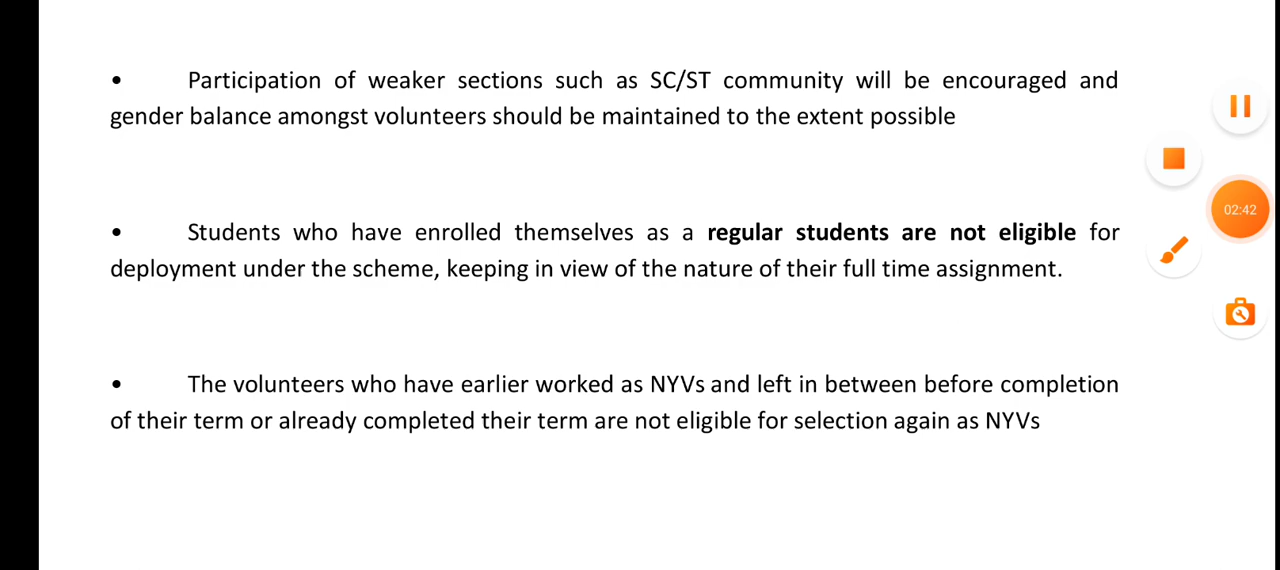 • Participation of weaker sections such as SC/ST community will be encouraged and
gender balance amongst volunteers should be maintained to the extent possible
• Students who have enrolled themselves as a regular students are not eligible for
deployment under the scheme, keeping in view of the nature of their full time assignment.
• The volunteers who have earlier worked as NYVs and left in between before completion
of their term or already completed their term are not eligible for selection again as NYVs
02:42